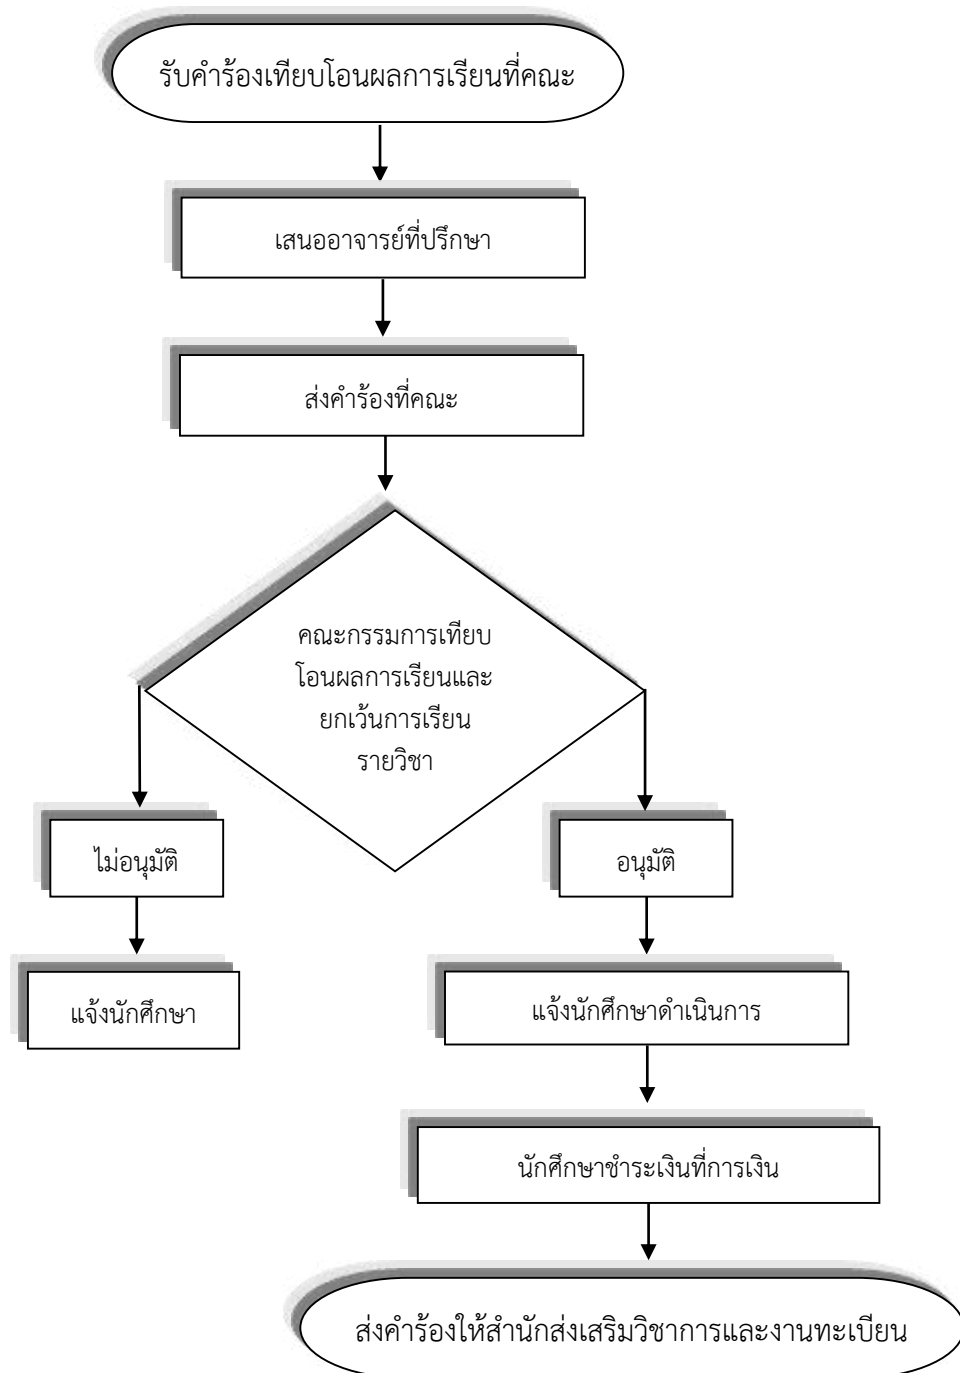 รับคำร้องเทียบโอนผลการเรียนที่คณะ
เสนออาจารย์ที่ปรึกษา
ส่งคำร้องที่คณะ
คณะกรรมการเทียบ
โอนผลการเรียนและ
ยกเว้นการเรียน
รายวิชา
ไม่อนุมัติ
อนุมัติ
แจ้งนักศึกษา
แจ้งนักศึกษาดำเนินการ
นักศึกษาชำระเงินที่การเงิน
ส่งคำร้องให้สำนักส่งเสริมวิชาการและงานทะเบียน